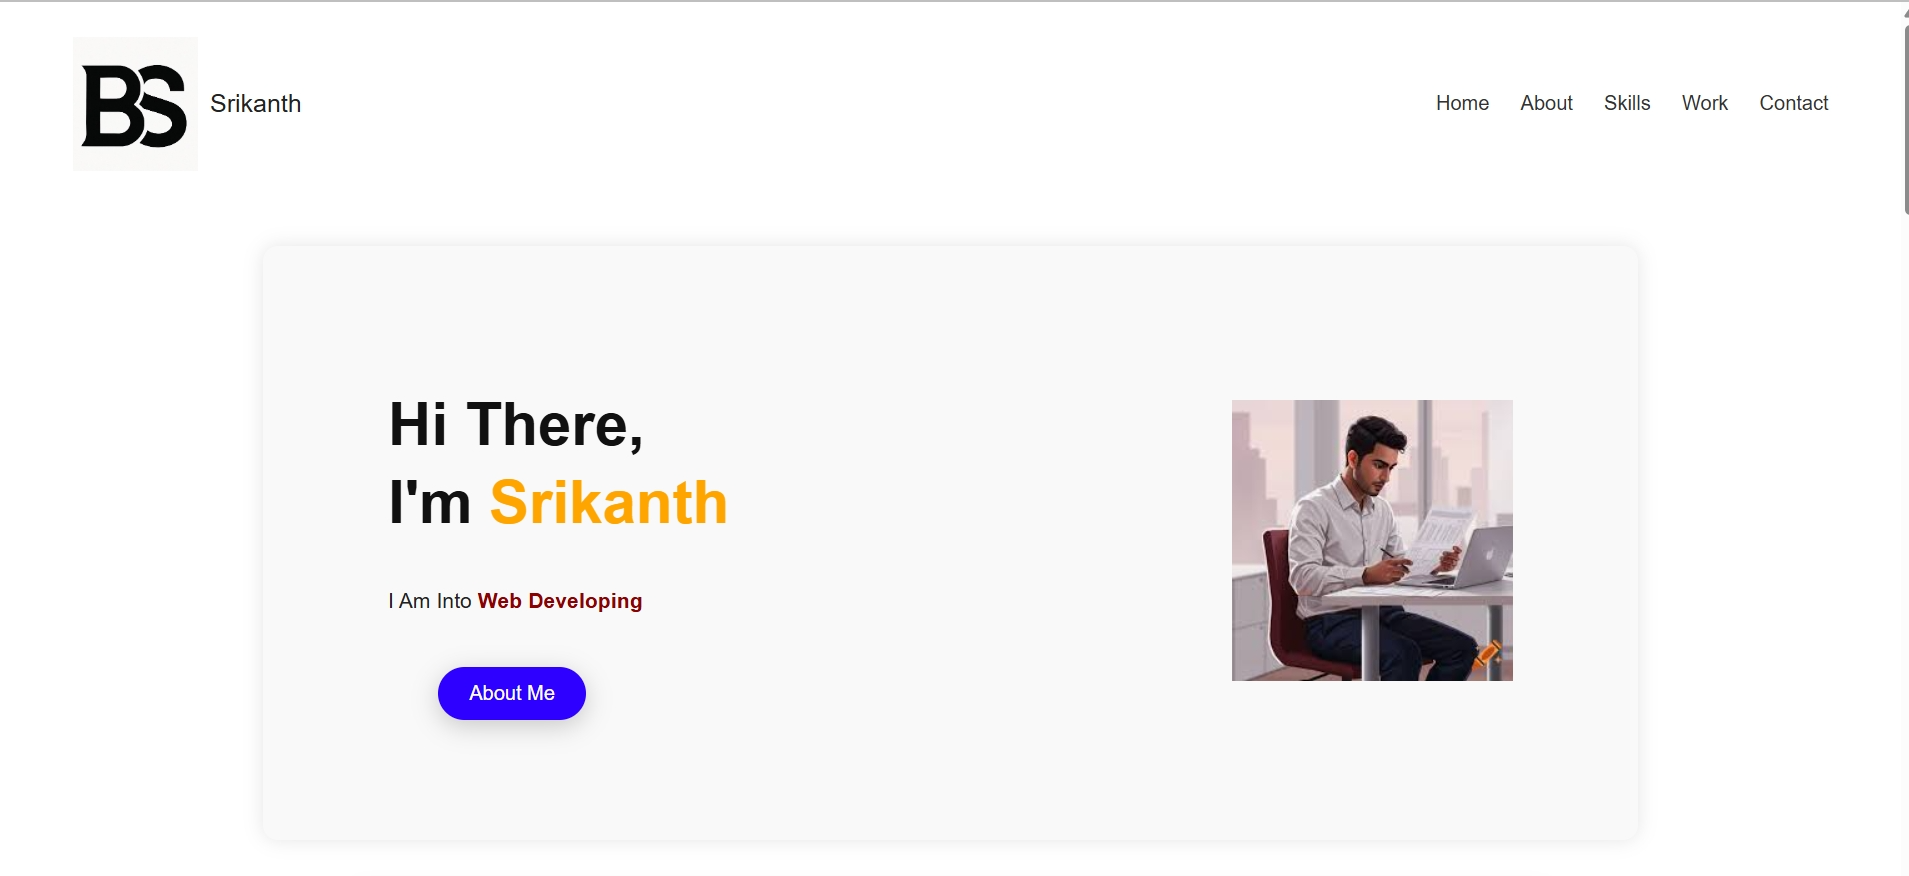 BS
Srikanth
Home
About
Skills
Work
Contact
Hi There,
I'm Srikanth
I Am Into Web Developing
About Me